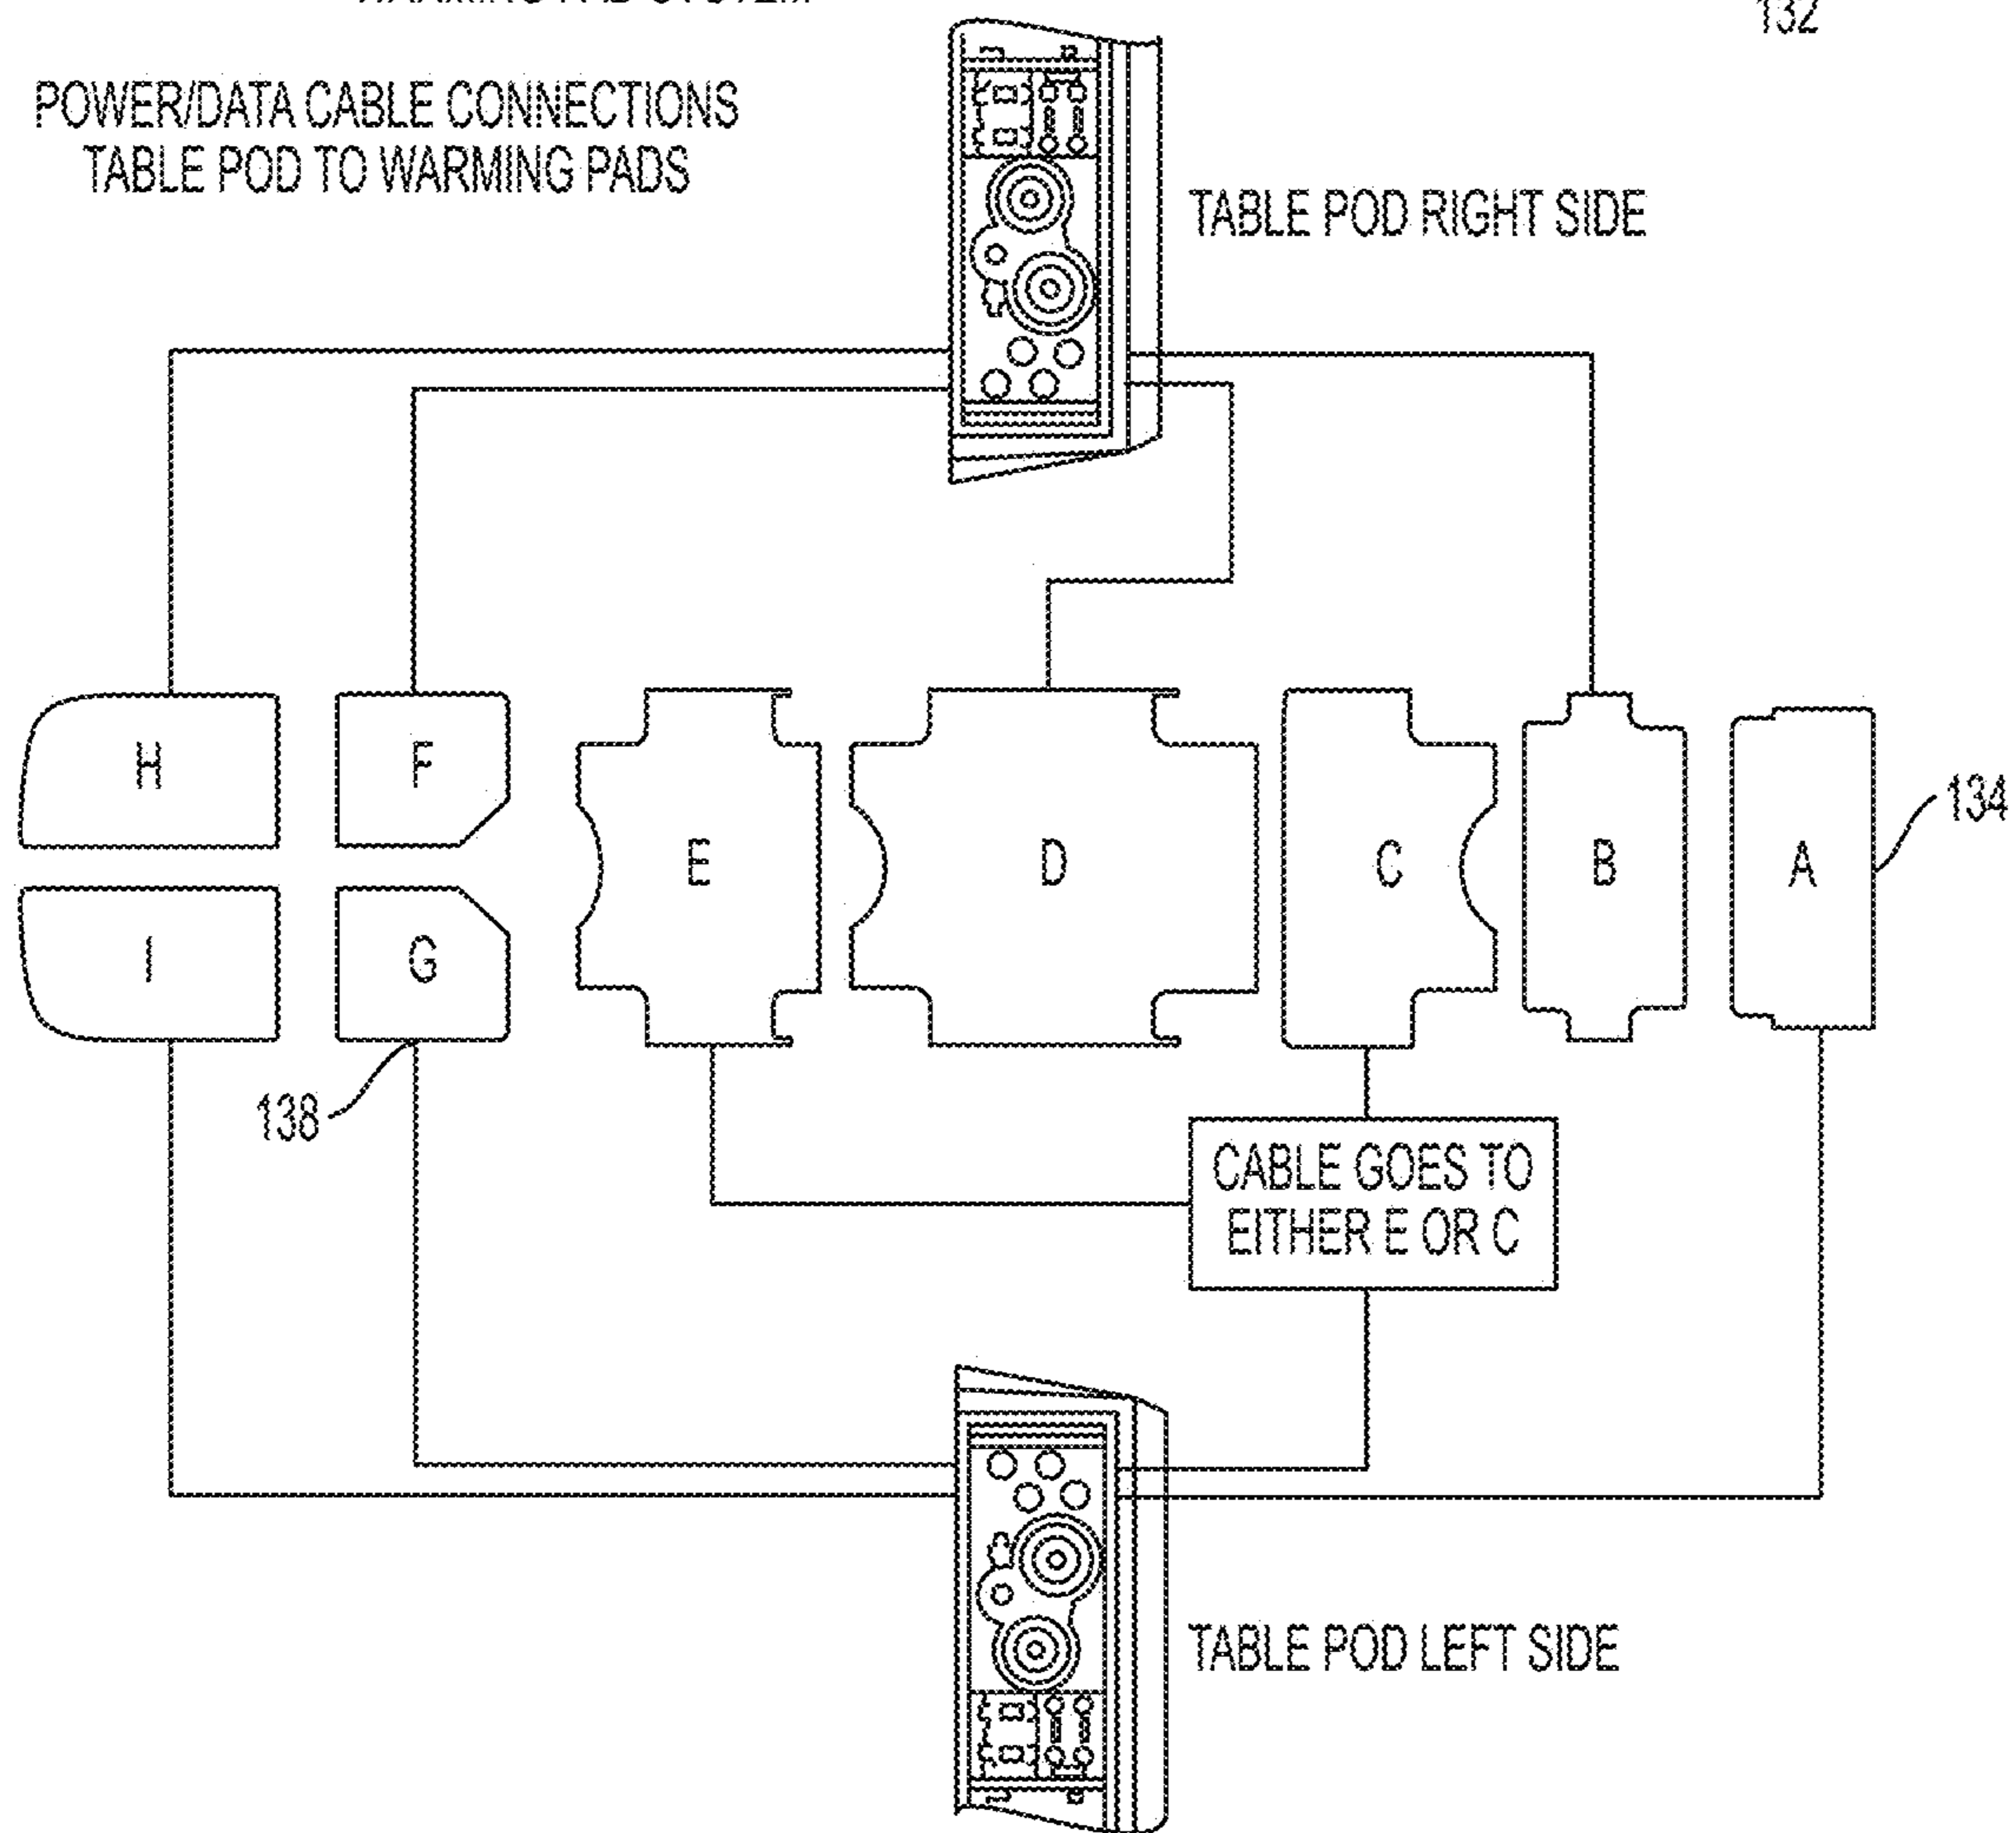 132
POWER/DATA CABLE CONNECTIONS
TABLE POD TO WARMING PADS
TABLE POD RIGHT SIDE
H
F
E
D
C
B
A
134
I
G
138
CABLE GOES TO
EITHER E OR C
TABLE POD LEFT SIDE